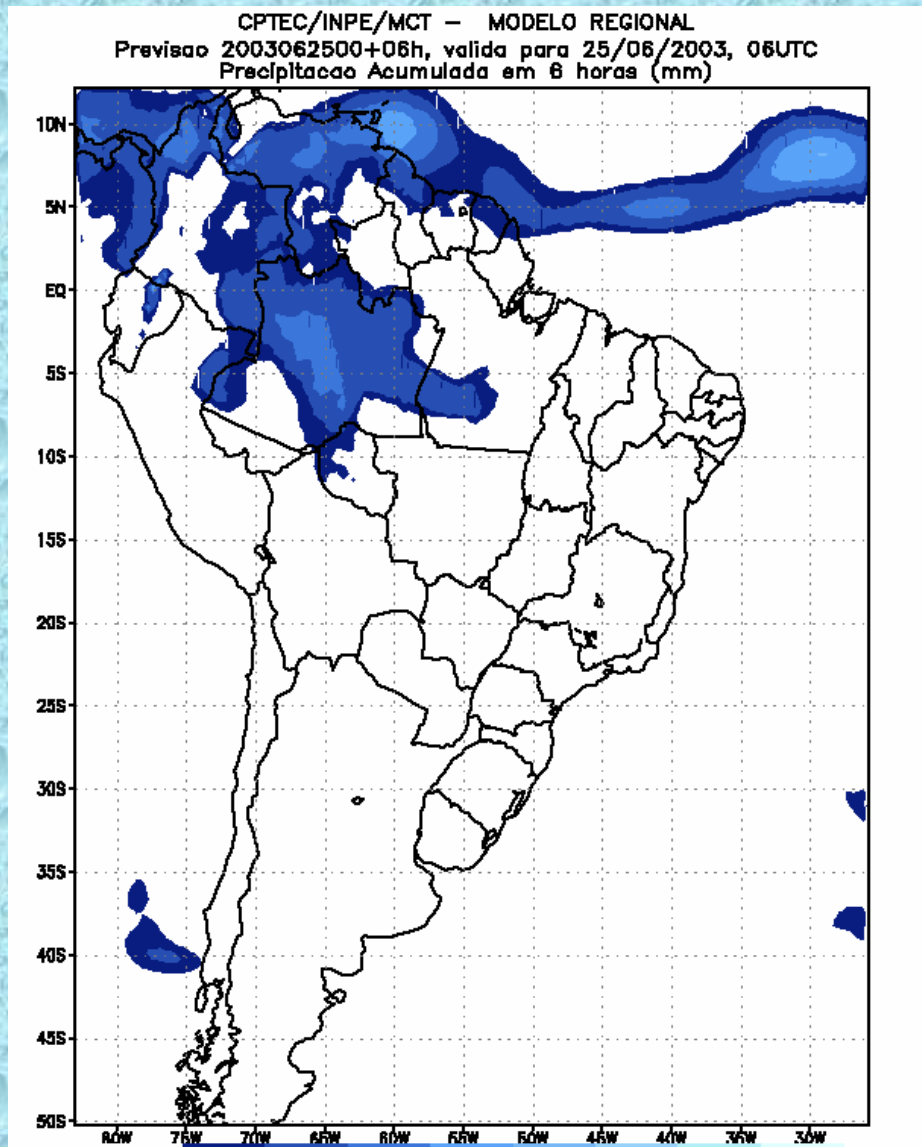 CPTEC/INPE/MCT - MODELO REGIONAL
Previsao 2003062500+06h, valida para 25/06/2003, 06UTC
Precipitacao Acumulada em 6 horas (mm)
10N
5N
EQ
5S
10S
15S
20S
25S
30S
35S
40S
45S
50S
80W 75W 70W 65W 60W 55W 50W 45W 40W 35W 30W